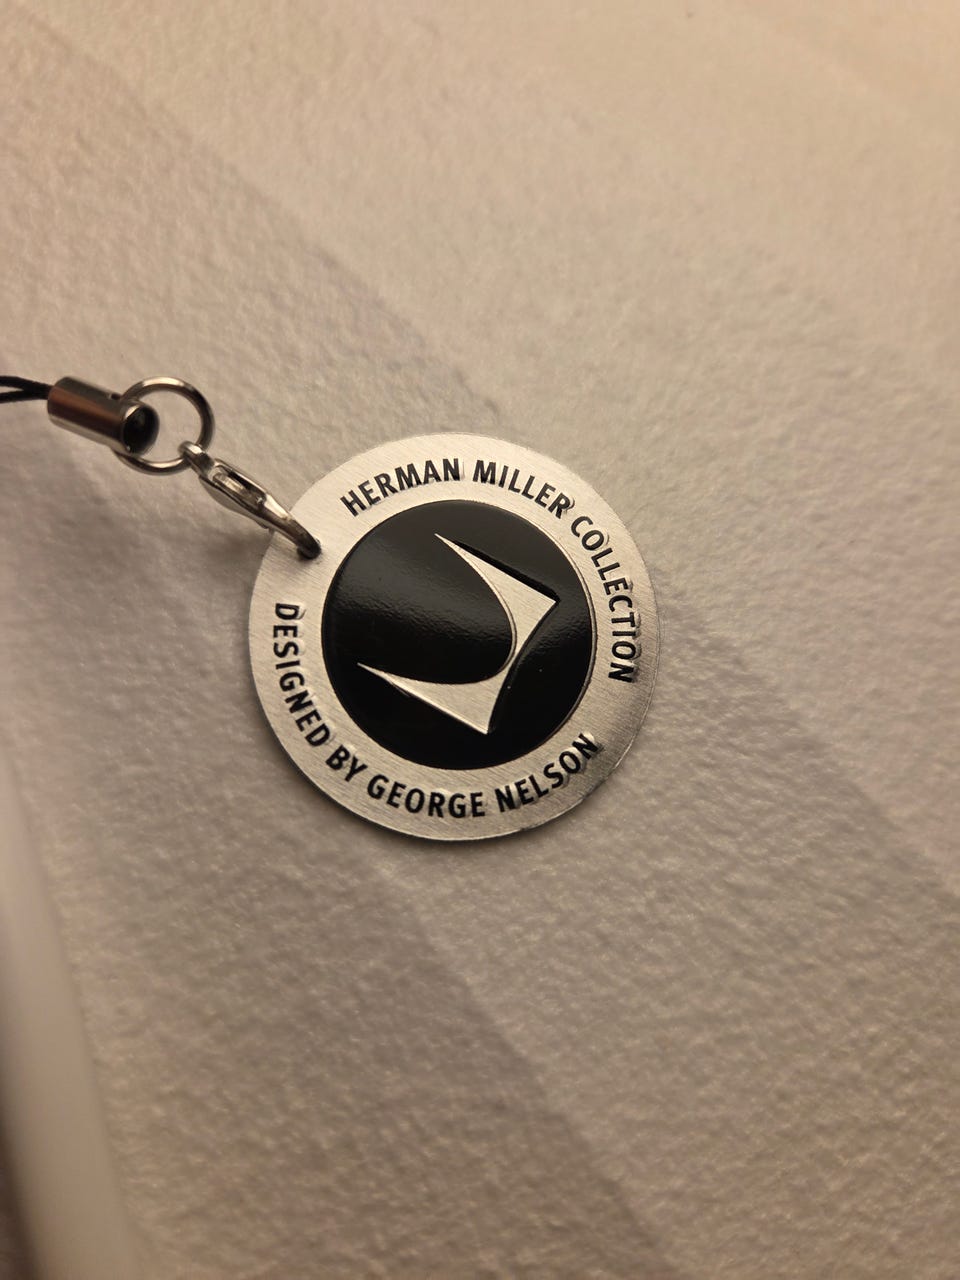 HERMAN MILLER COLLECTION
DESIGNED BY GEORGE NELSON